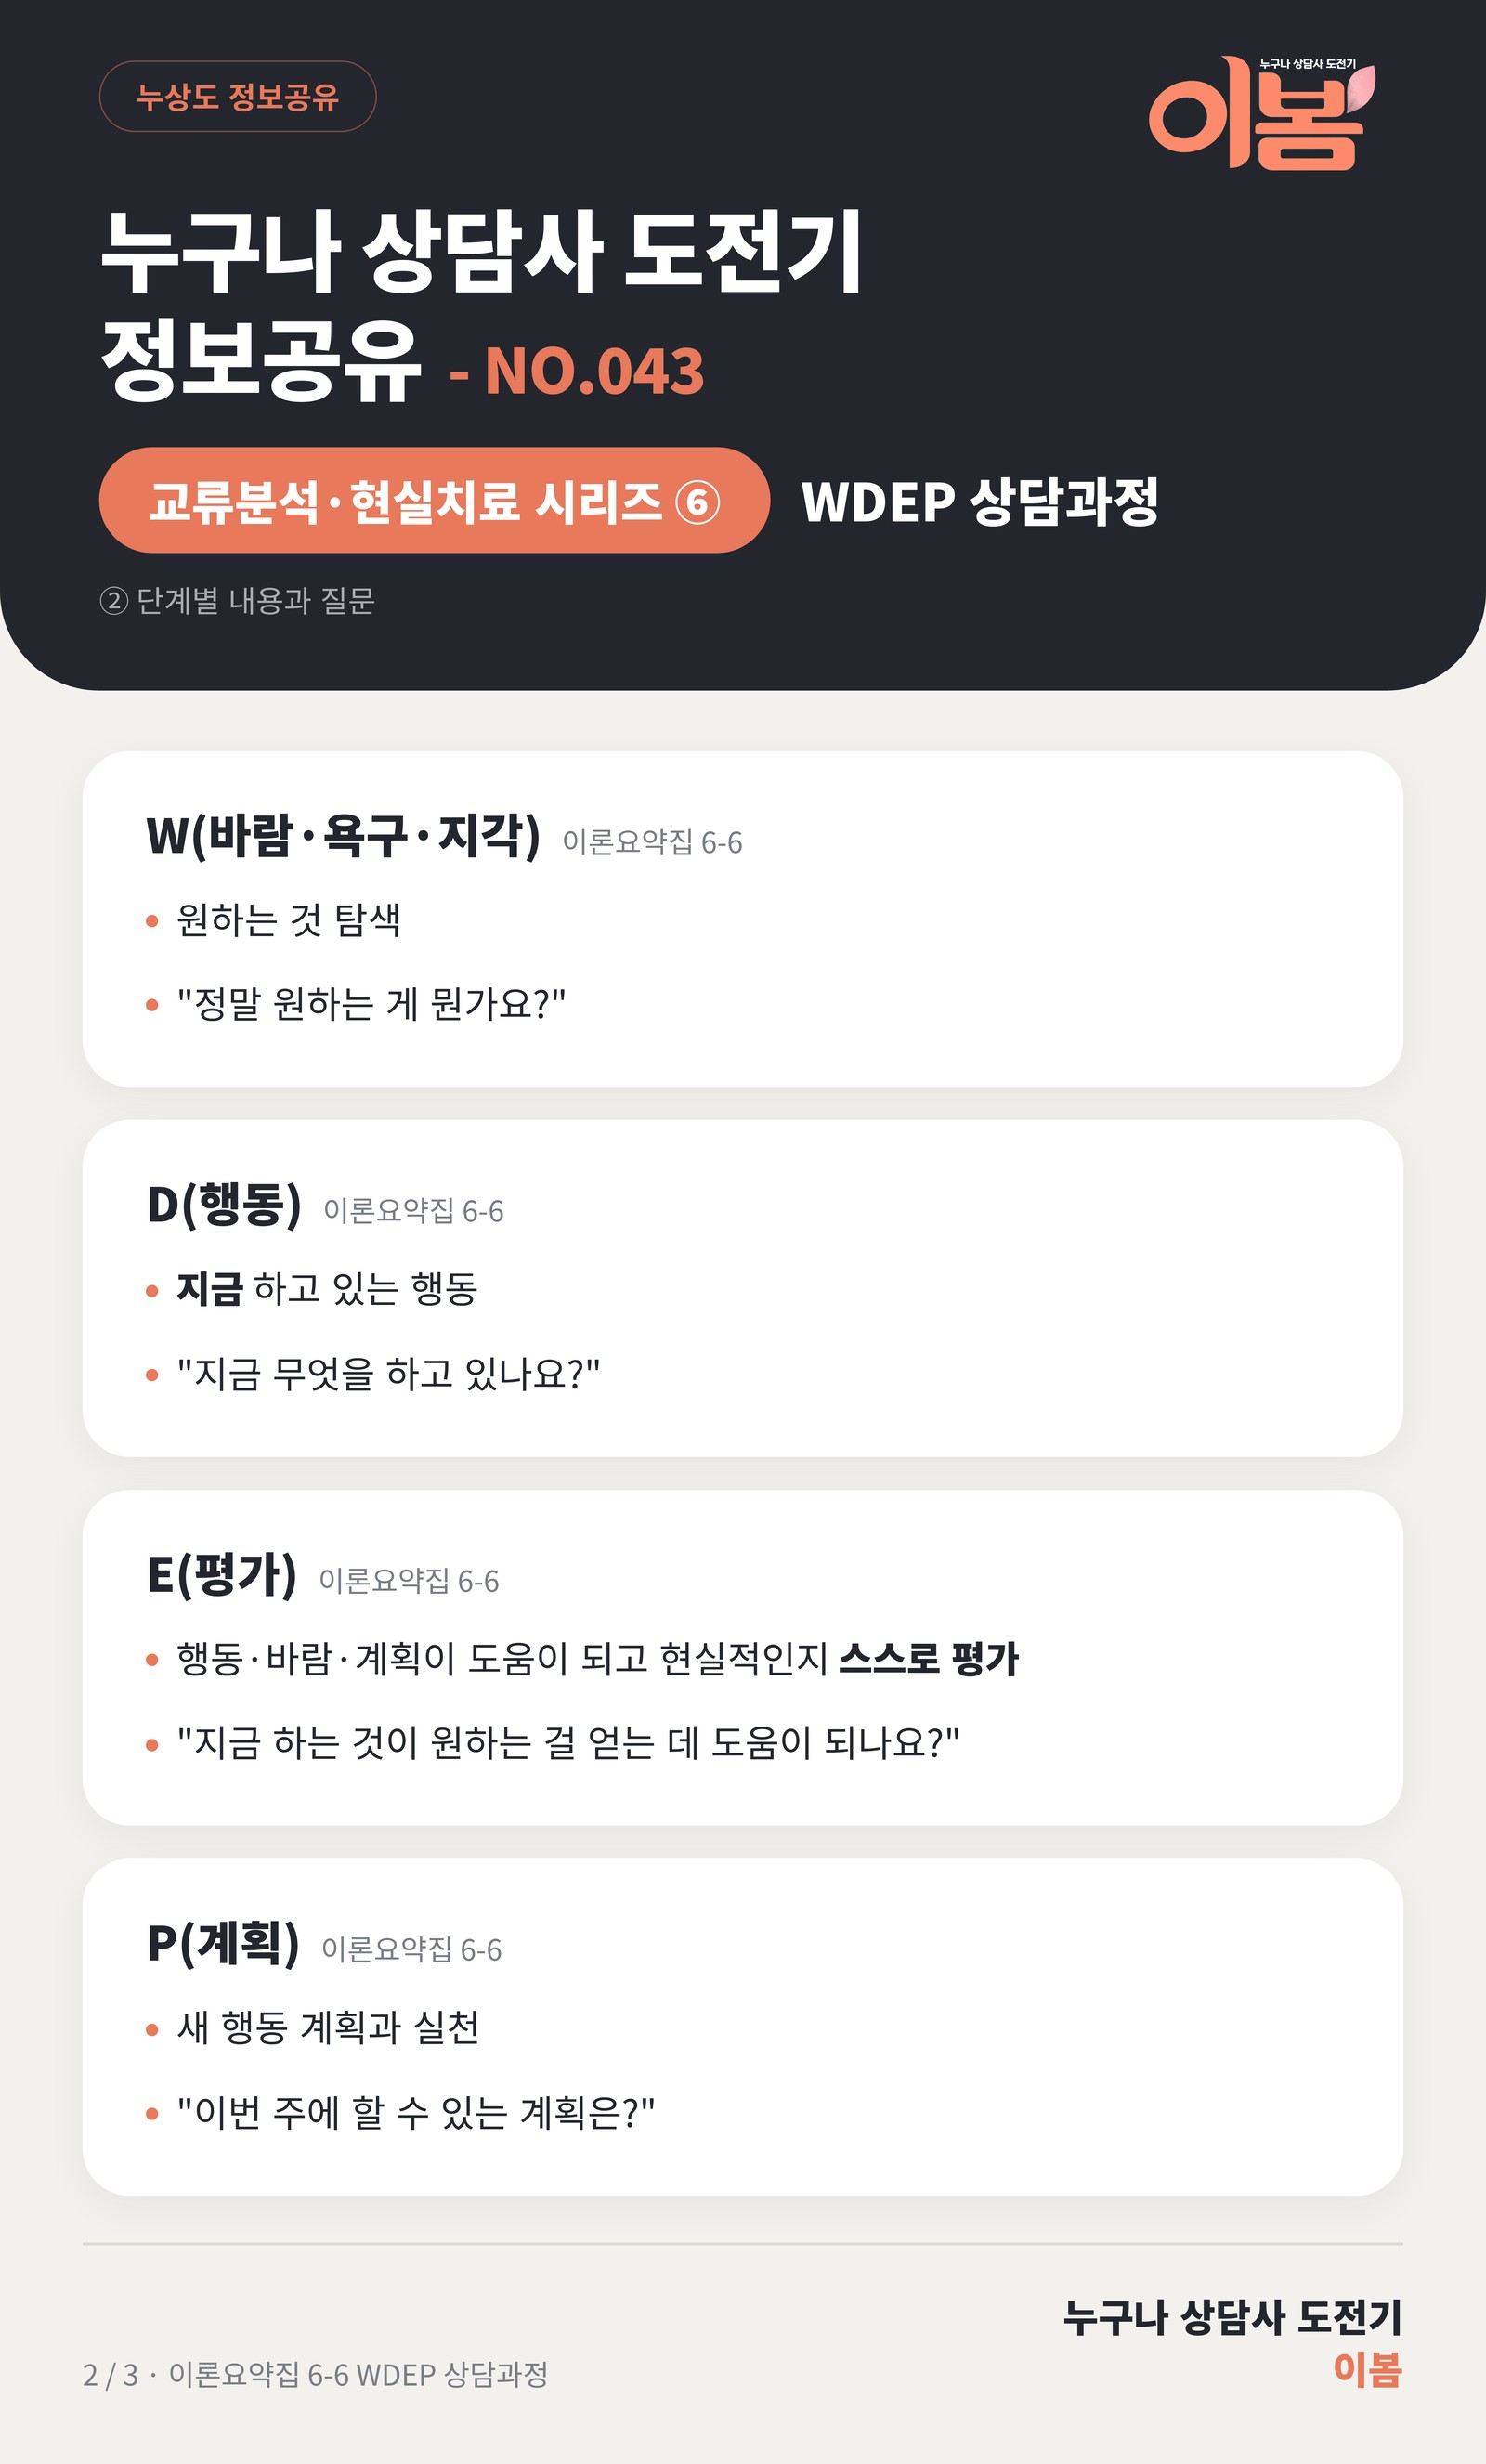 누상도 정보공유
누구나 상담사 도전기
이봄
누구나 상담사 도전기
정보공유 - NO.043
교류분석·현실치료 시리즈 ⑥ WDEP 상담과정
② 단계별 내용과 질문
W(바람·욕구·지각) 이론요약집 6-6
• 원하는 것 탐색
• "정말 원하는 게 뭔가요?"
D(행동) 이론요약집 6-6
• 지금 하고 있는 행동
• "지금 무엇을 하고 있나요?"
E(평가) 이론요약집 6-6
• 행동·바람·계획이 도움이 되고 현실적인지 스스로 평가
• "지금 하는 것이 원하는 걸 얻는 데 도움이 되나요?"
P(계획) 이론요약집 6-6
• 새 행동 계획과 실천
• "이번 주에 할 수 있는 계획은?"
누구나 상담사 도전기
2 / 3 · 이론요약집 6-6 WDEP 상담과정
이봄